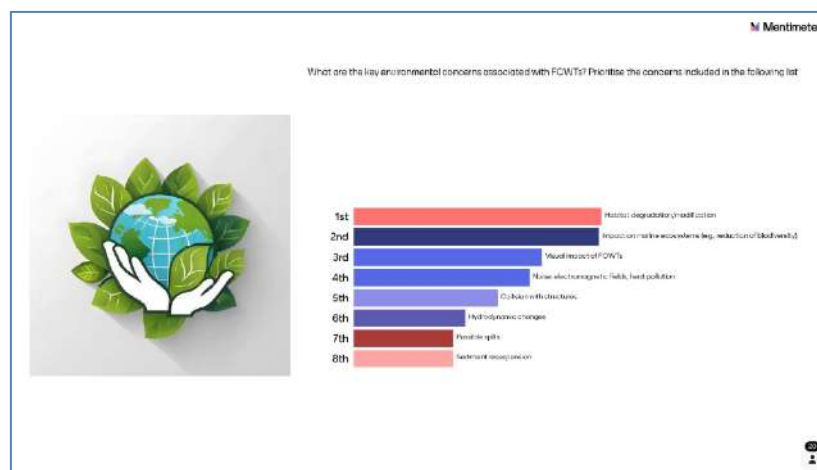 Mentimeter
What are the key environmental concerns associated with FOWTs? Prioritise the concerns included in the following list
1st Habitat degradation/modification
2nd Impact on marine ecosystems (e.g., reduction of biodiversity)
3rd Visual impact of FOWTs
4th Noise electromagnetic fields, heat pollution
5th Collision with structures
6th Hydrodynamic changes
7th Possible spills
8th Sediment resuspension
20